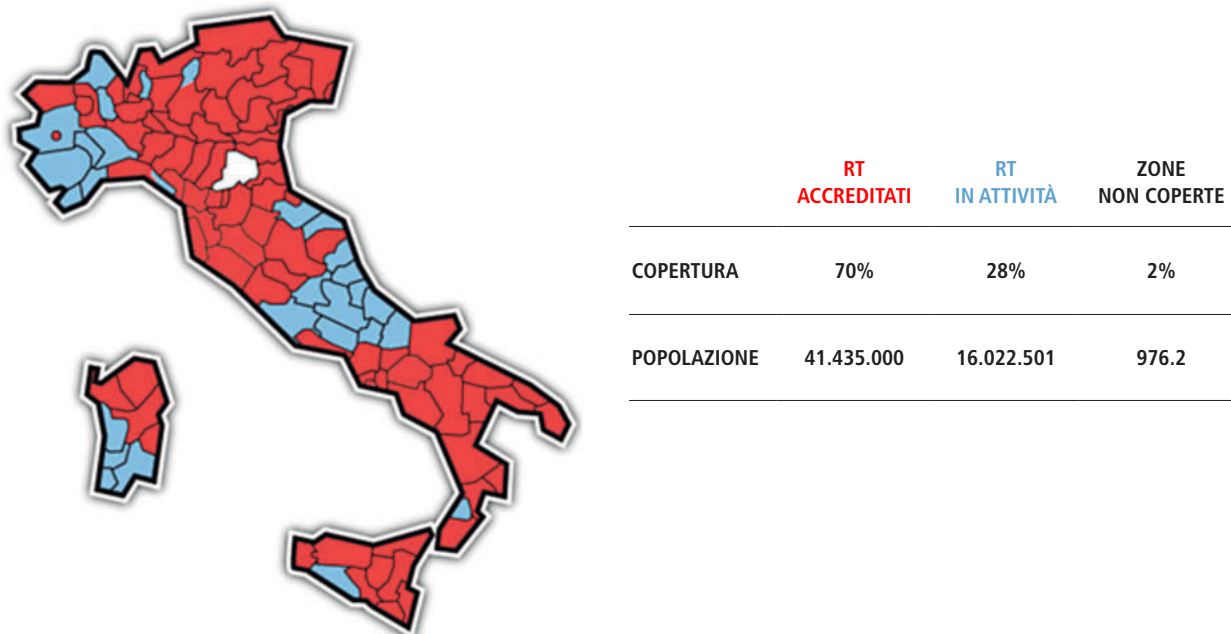 RT
ACCREDITATI
RT
IN ATTIVITÀ
ZONE
NON COPERTE
COPERTURA 70% 28% 2%
POPOLAZIONE 41.435.000 16.022.501 976.2